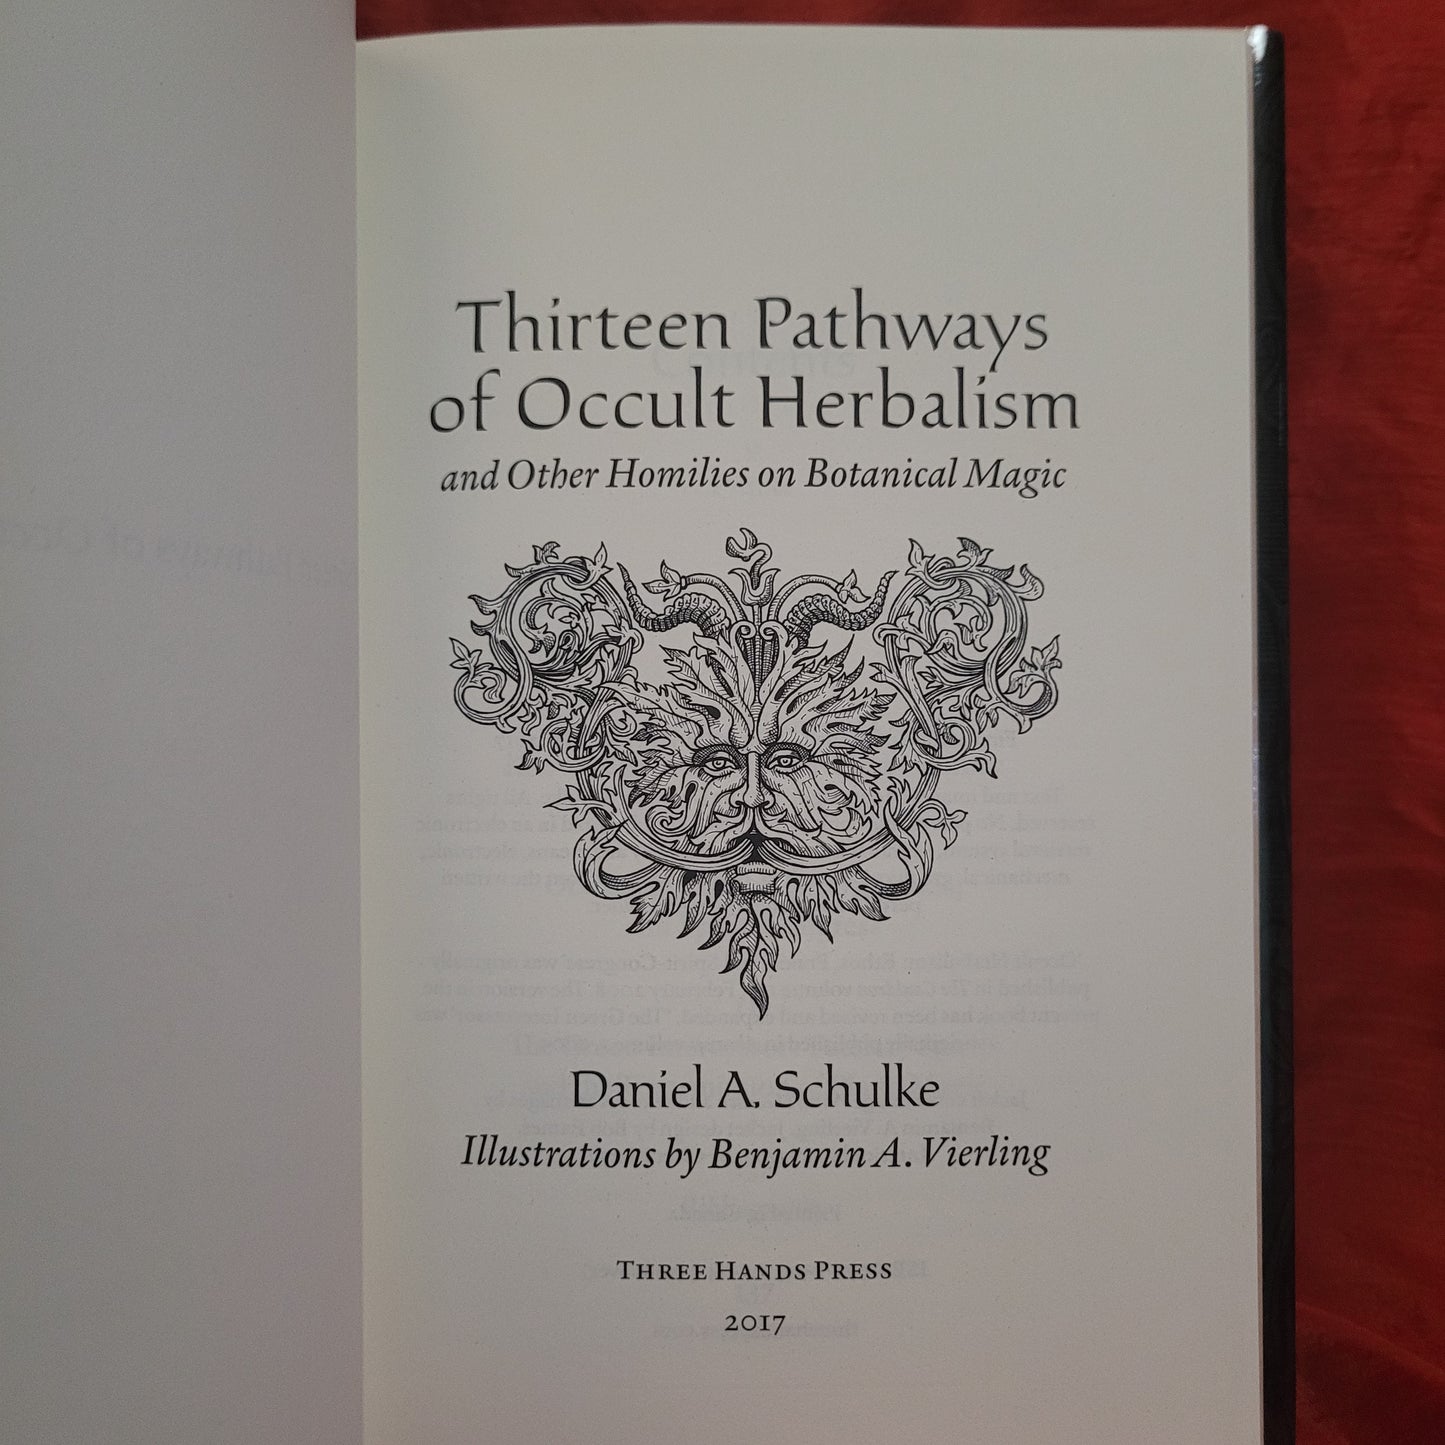 Thirteen Pathways
of Occult Herbalism
and Other Homilies on Botanical Magic
Daniel A. Schulke
Illustrations by Benjamin A. Vierling
THREE HANDS PRESS
2017